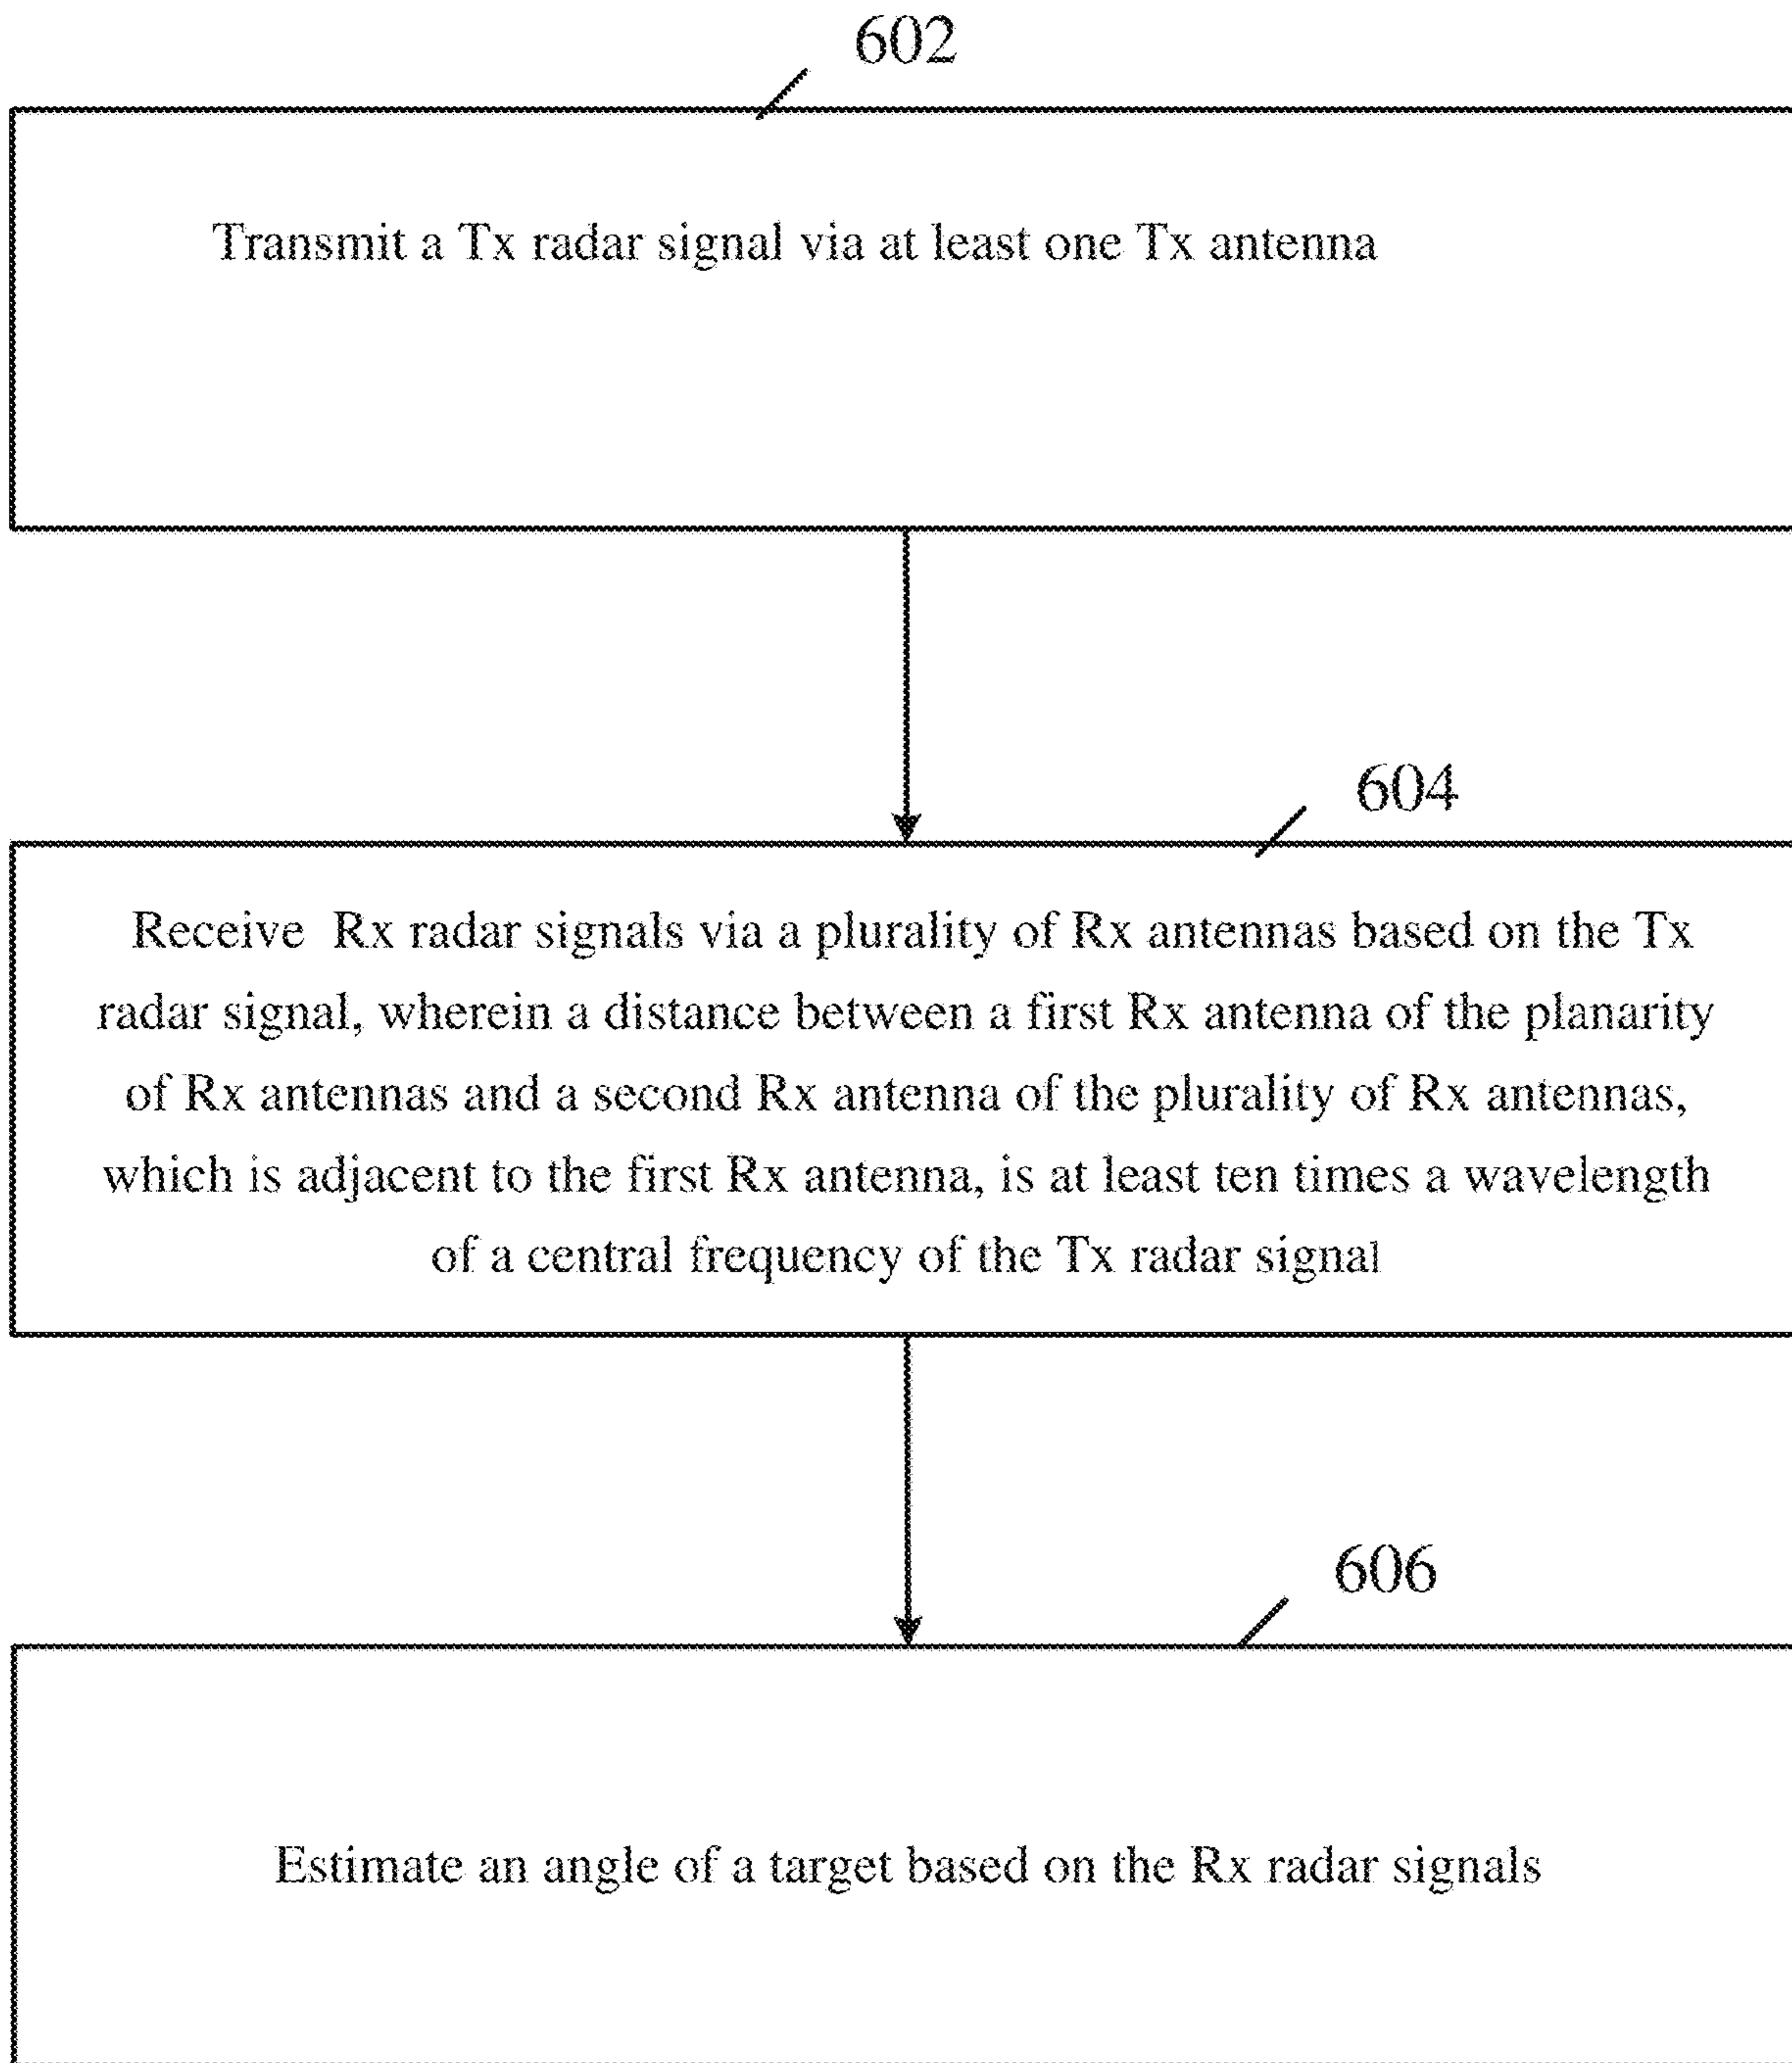 602
Transmit a Tx radar signal via at least one Tx antenna
604
Receive Rx radar signals via a plurality of Rx antennas based on the Tx
radar signal, wherein a distance between a first Rx antenna of the planarity
of Rx antennas and a second Rx antenna of the plurality of Rx antennas,
which is adjacent to the first Rx antenna, is at least ten times a wavelength
of a central frequency of the Tx radar signal
606
Estimate an angle of a target based on the Rx radar signals